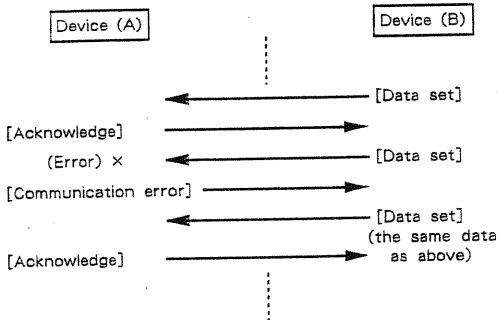 Device (A)
Device (B)
[Data set]
[Acknowledge]
(Error) ×
[Data set]
[Communication error]
[Data set]
(the same data
as above)
[Acknowledge]